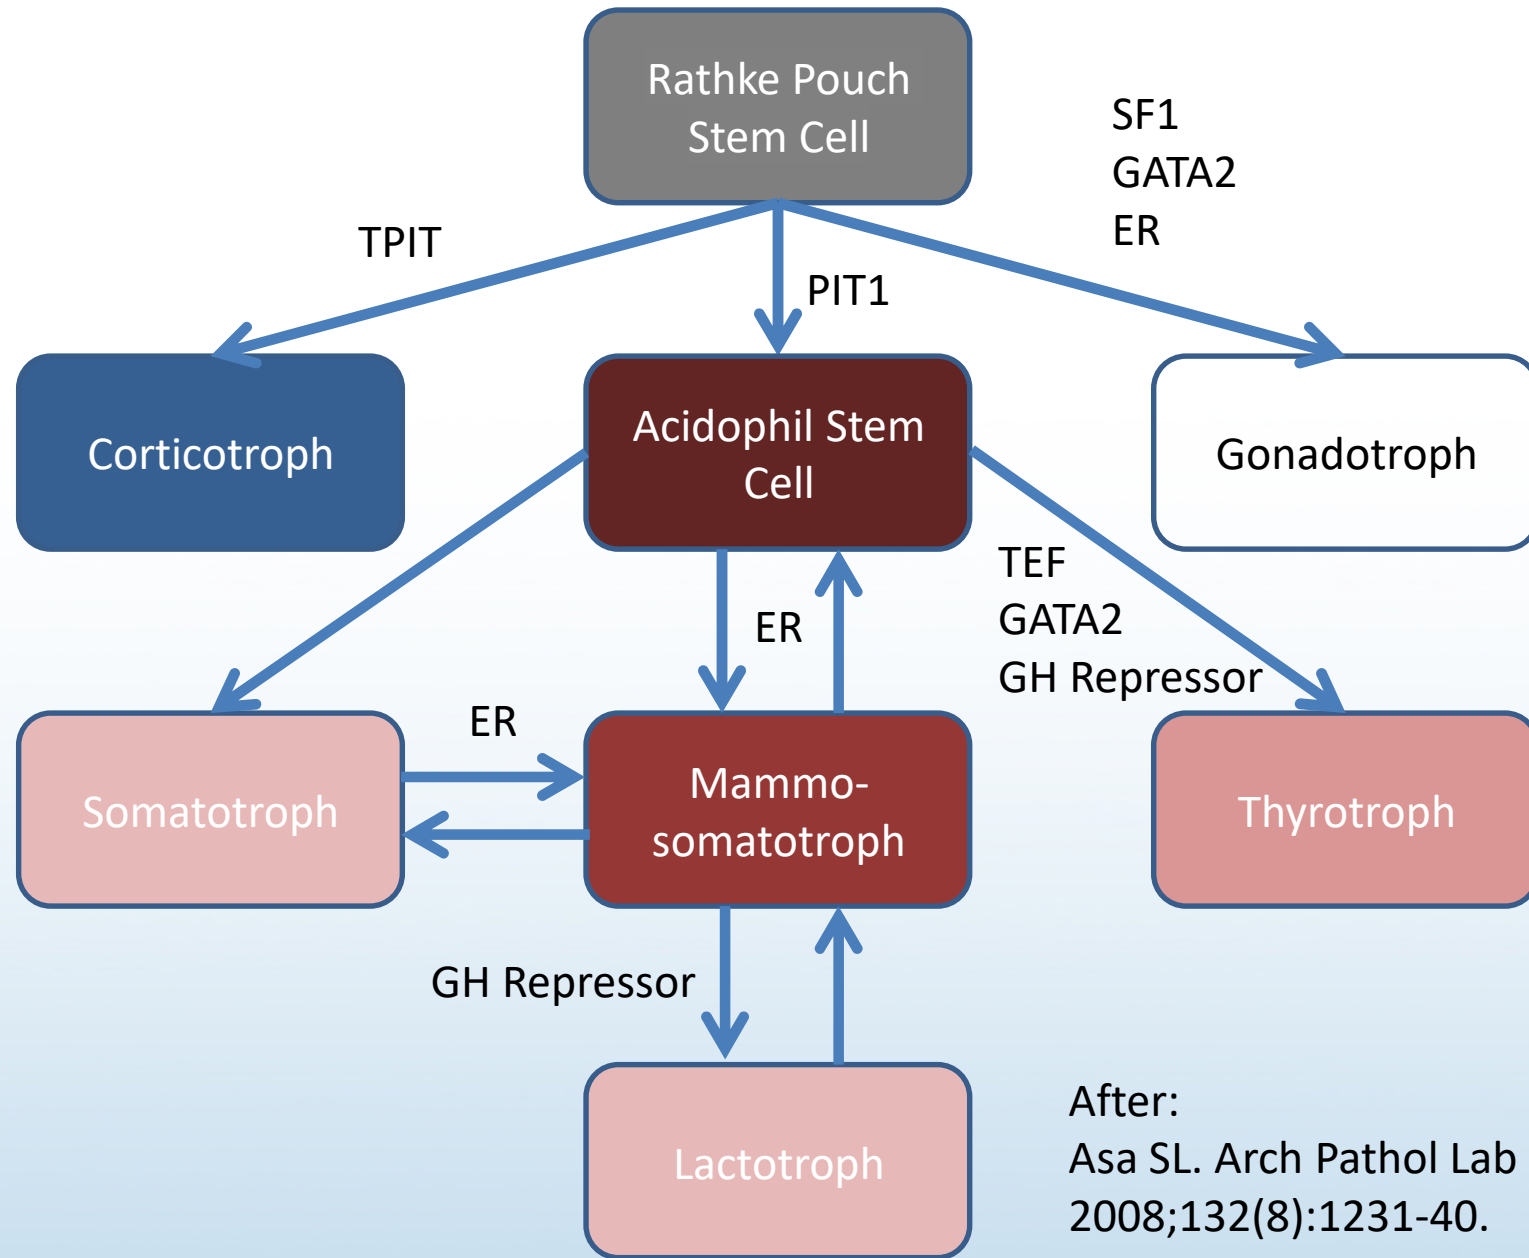 Rathke Pouch
Stem Cell
SF1
GATA2
ER
TPIT
PIT1
Corticotroph
Acidophil Stem
Cell
Gonadotroph
TEF
GATA2
GH Repressor
ER
ER
Somatotroph
Mammo-
somatotroph
Thyrotroph
GH Repressor
Lactotroph
After:
Asa SL. Arch Pathol Lab
2008;132(8):1231-40.